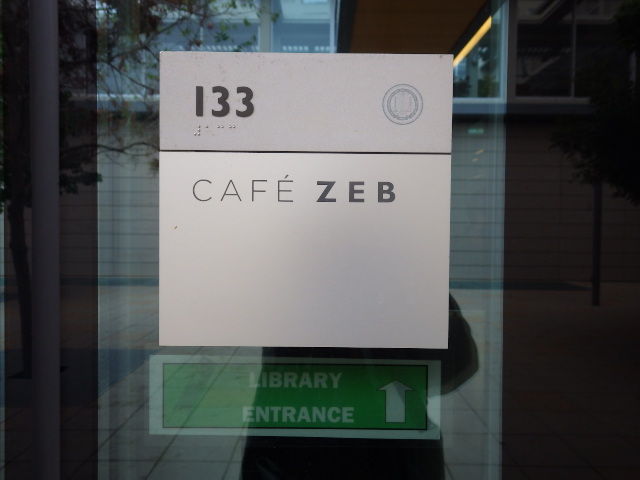 133
CAFÉ ZEB
LIBRARY
ENTRANCE